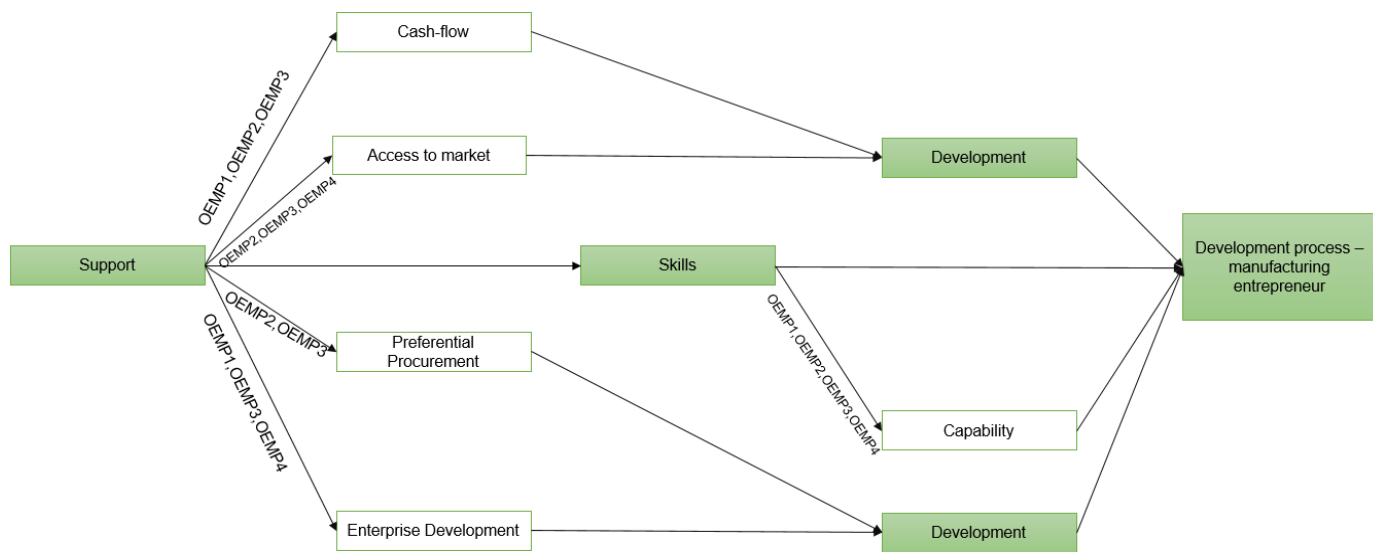 Cash-flow
OEMP1,OEMP2,OEMP3
Access to market
Development
OEMP2,OEMP3,OEMP4
Support
Skills
Development process –
manufacturing
entrepreneur
OEMP2,OEMP3
Preferential
Procurement
OEMP1,OEMP2,OEMP3,OEMP4
OEMP1,OEMP3,OEMP4
Capability
Enterprise Development
Development